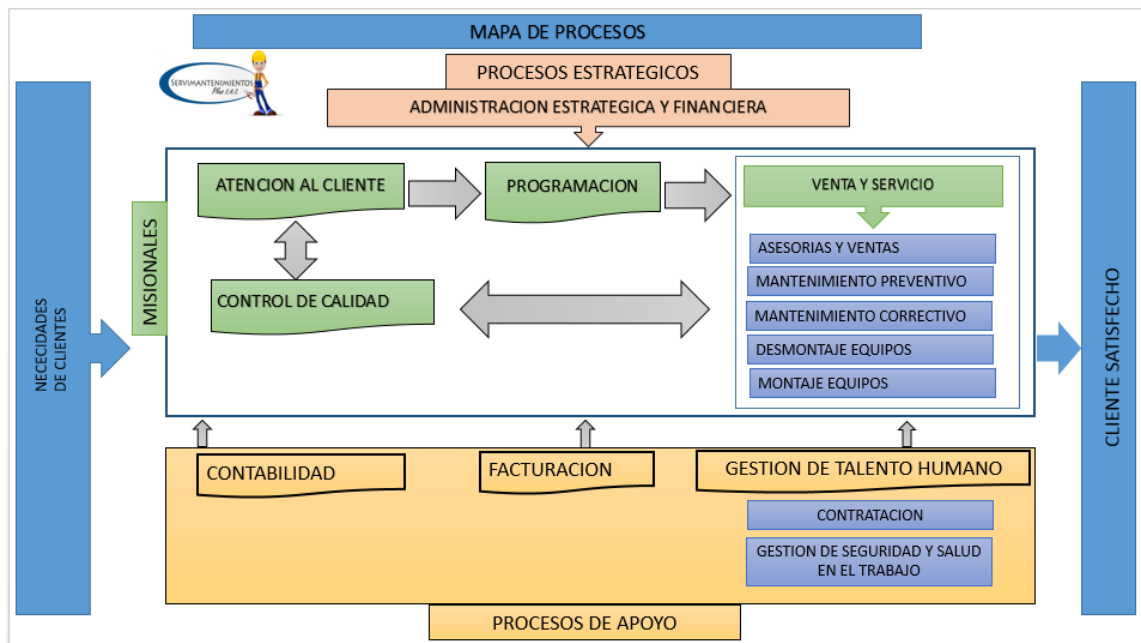 MAPA DE PROCESOS
SERVIMANTENIMIENTOS
Plus S.A.S.
PROCESOS ESTRATEGICOS
ADMINISTRACION ESTRATEGICA Y FINANCIERA
NECECIDADES
DE CLIENTES
MISIONALES
ATENCION AL CLIENTE
PROGRAMACION
VENTA Y SERVICIO
CONTROL DE CALIDAD
ASESORIAS Y VENTAS
MANTENIMIENTO PREVENTIVO
MANTENIMIENTO CORRECTIVO
DESMONTAJE EQUIPOS
MONTAJE EQUIPOS
CLIENTE SATISFECHO
CONTABILIDAD
FACTURACION
GESTION DE TALENTO HUMANO
CONTRATACION
GESTION DE SEGURIDAD Y SALUD
EN EL TRABAJO
PROCESOS DE APOYO